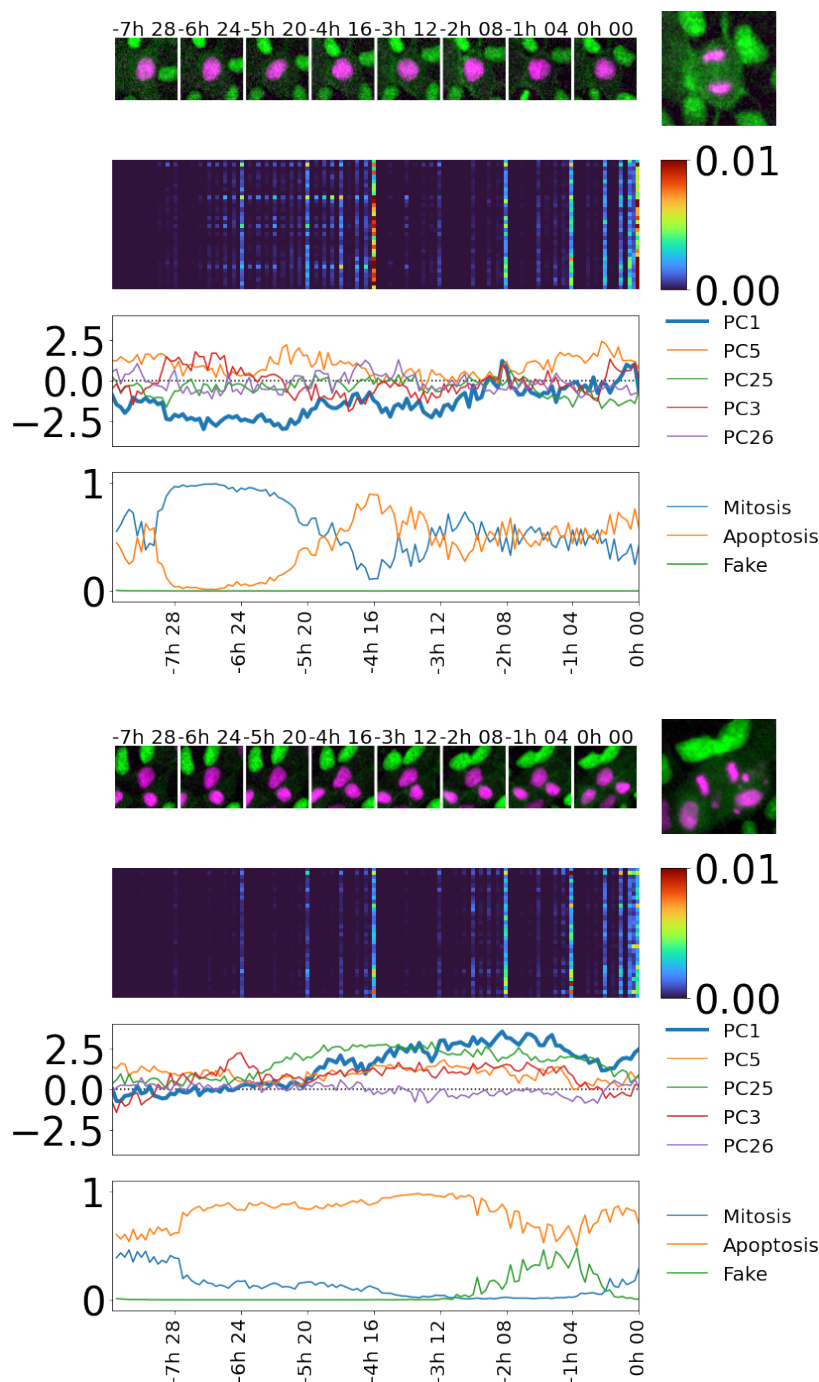 -7h 28 -6h 24 -5h 20 -4h 16 -3h 12 -2h 08 -1h 04 0h 00
0.01
0.00
PC1
PC5
PC25
PC3
PC26
2.5
0.0
−2.5
1
0
Mitosis
Apoptosis
Fake
-7h 28
-6h 24
-5h 20
-4h 16
-3h 12
-2h 08
-1h 04
0h 00
-7h 28 -6h 24 -5h 20 -4h 16 -3h 12 -2h 08 -1h 04 0h 00
0.01
0.00
PC1
PC5
PC25
PC3
PC26
2.5
0.0
−2.5
1
0
Mitosis
Apoptosis
Fake
-7h 28
-6h 24
-5h 20
-4h 16
-3h 12
-2h 08
-1h 04
0h 00